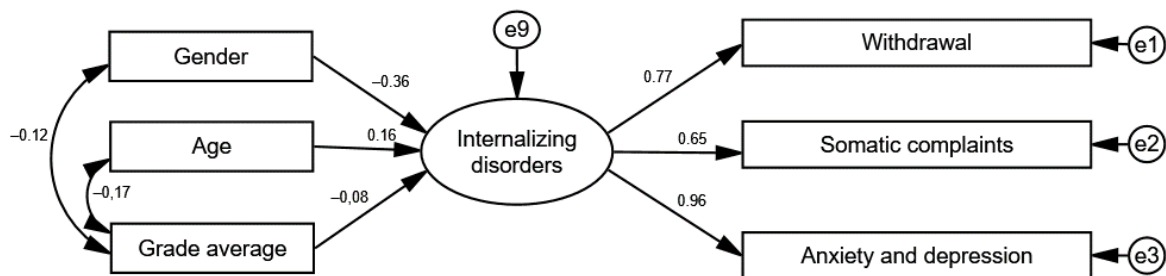 e9
Gender
Withdrawal
e1
–0.36
0.77
–0.12
Age
0.16
Internalizing
disorders
0.65
Somatic complaints
e2
–0,17
–0,08
0.96
Grade average
Anxiety and depression
e3